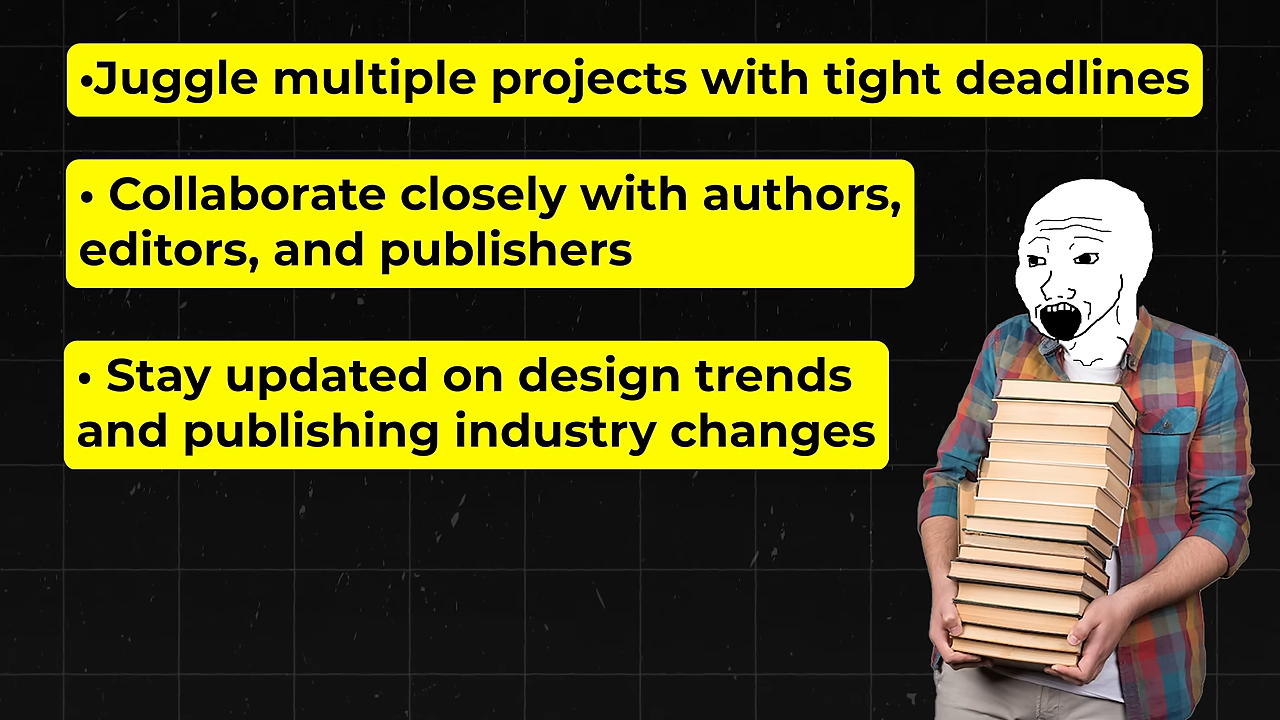 •Juggle multiple projects with tight deadlines
• Collaborate closely with authors,
editors, and publishers
• Stay updated on design trends
and publishing industry changes